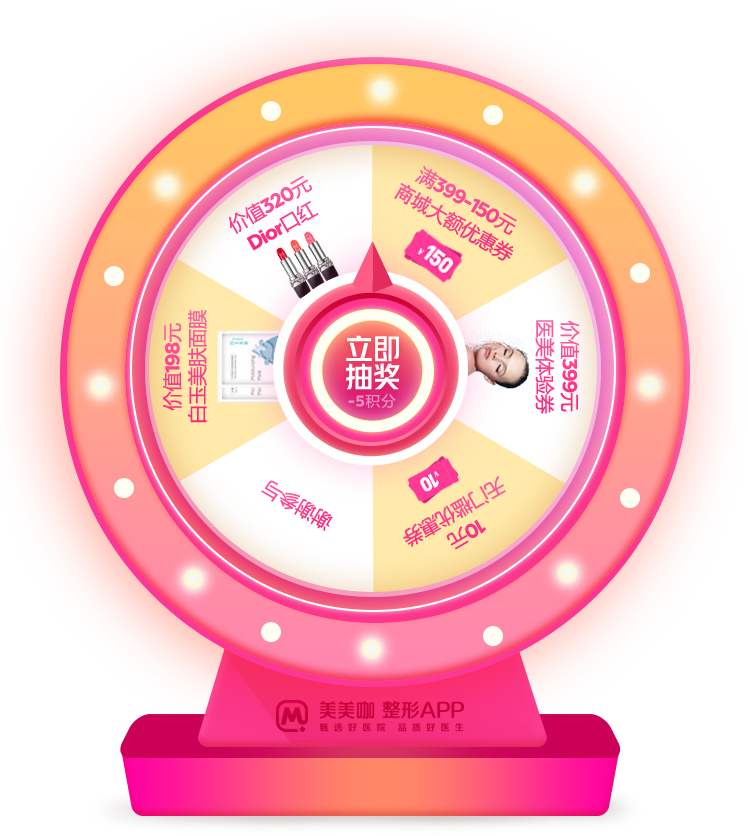 价值320元
Dior口红
满399-150元
商城大额优惠券
¥150
价值399元
医美体验券
10元
无门槛优惠券
¥10
谢谢参与
价值198元
白玉美肤面膜
立即
抽奖
-5积分
美美咖 整形APP
甄选好医院 品质好医生